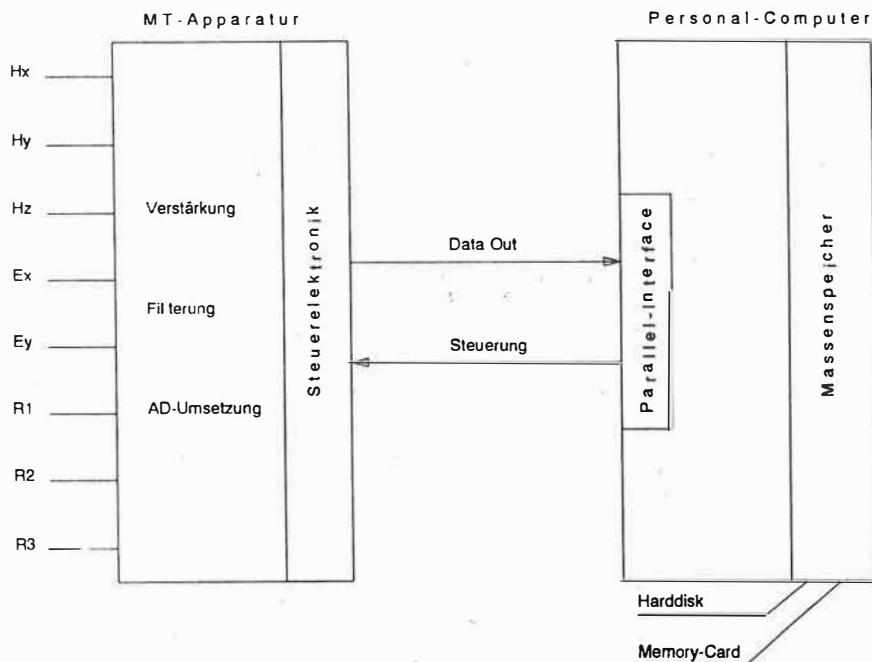 MT-Apparatur
Personal-Computer
Hx
Hy
Hz
Ex
Ey
R1
R2
R3
Verstärkung
Filterung
AD-Umsetzung
Steuerelektronik
Data Out
Steuerung
Parallel-Interface
Massenspeicher
Harddisk
Memory-Card